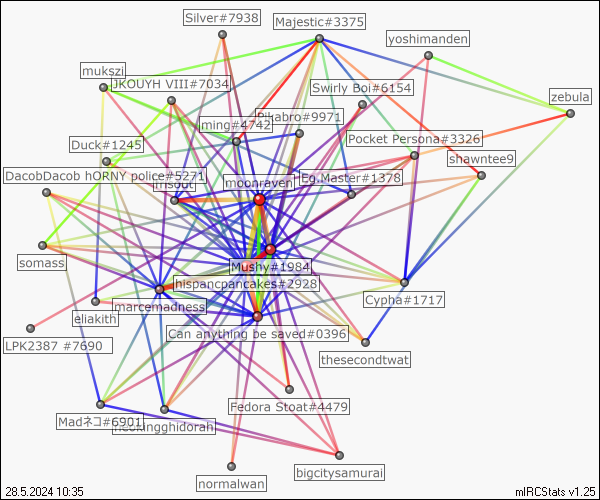 Silver#7938
Majestic#3375
yoshimanden
mukszi
JKOUYH VIII#7034
Swirly Boi#6154
zebula
ming#4742
Pikabro#9971
Duck#1245
Pocket Persona#3326
shawntee9
DacobDacob hORNY police#5271
moonraven
Eg.Master#1378
somass
Mushy#1984
hispancpancakes#2928
Cypha#1717
eliakith
marcemadness
Can anything be saved#0396
LPK2387 #7690
thesecondtwat
Fedora Stoat#4479
Madネコ#6901
bigcitysamurai
normalwan
28.5.2024 10:35
mIRCStats v1.25